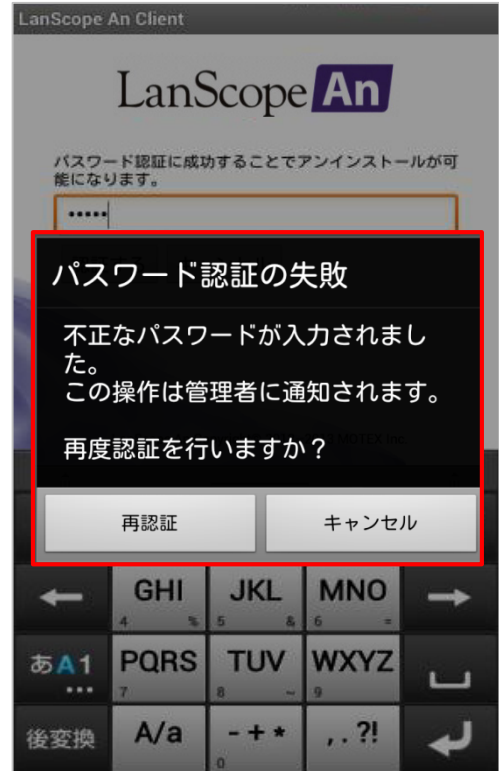 LanScope An Client
LanScope An
パスワード認証に成功することでアンインストールが可
能になります。
•••••
パスワード認証の失敗
不正なパスワードが入力されまし
た。
この操作は管理者に通知されます。
再度認証を行いますか？
MOTEX Inc.
再認証
キャンセル
← GHI JKL MNO →
4 % 5 & 6 =
あA1 PQRS TUV WXYZ
... 7 8 ~ 9
後変換 A/a - + * , . ?!
0